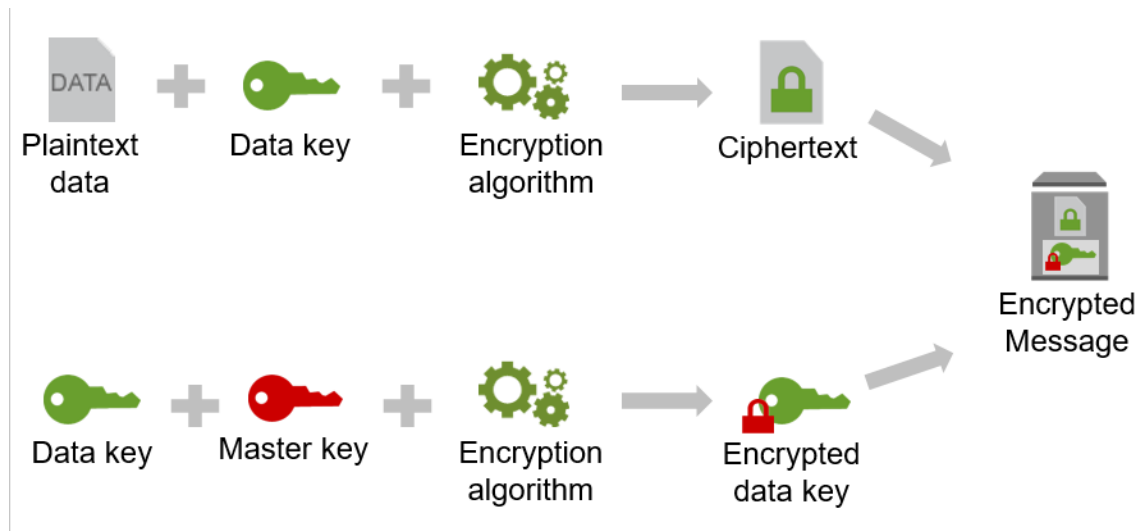 DATA
Plaintext
data
Data key
Encryption
algorithm
Ciphertext
Encrypted
Message
Data key
Master key
Encryption
algorithm
Encrypted
data key